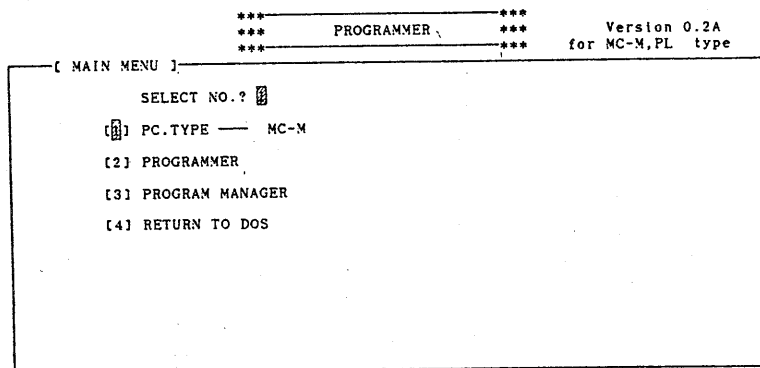 *** ***
*** PROGRAMMER *** Version 0.2A
*** *** for MC-M,PL type
[ MAIN MENU ]
SELECT NO.?
[1] PC.TYPE —— MC-M
[2] PROGRAMMER
[3] PROGRAM MANAGER
[4] RETURN TO DOS